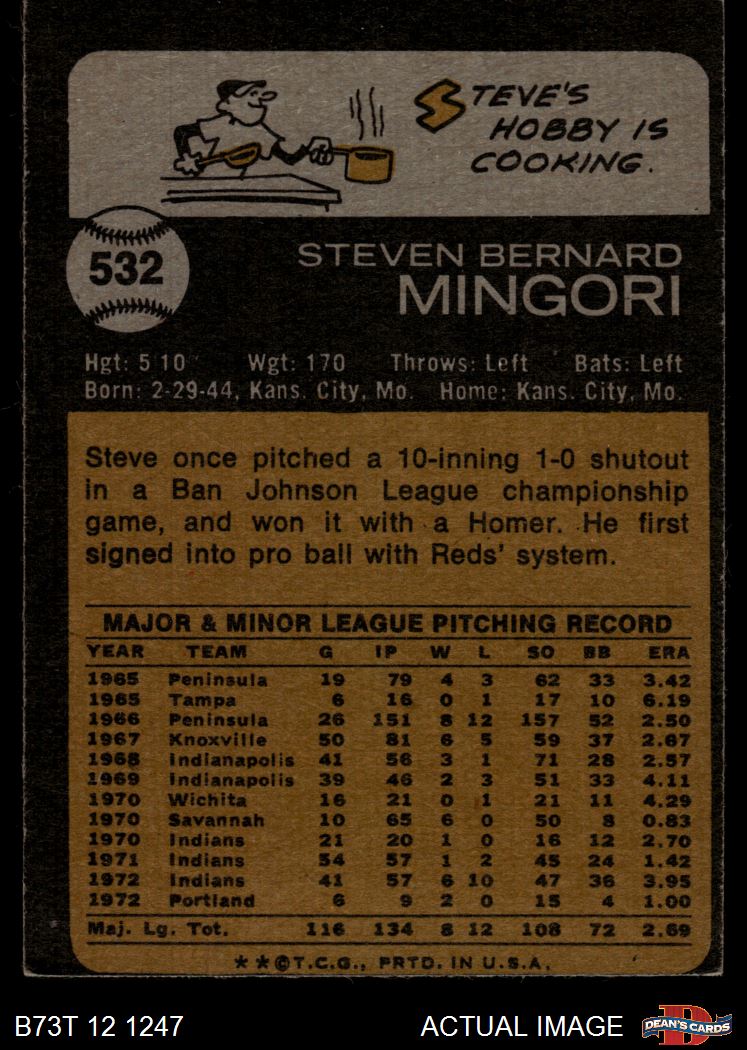 STEVE'S
HOBBY IS
COOKING.
532
STEVEN BERNARD
MINGORI
Hgt: 5'10" Wgt: 170 Throws: Left Bats: Left
Born: 2-29-44, Kans. City, Mo. Home: Kans. City, Mo.
Steve once pitched a 10-inning 1-0 shutout
in a Ban Johnson League championship
game, and won it with a Homer. He first
signed into pro ball with Reds' system.
MAJOR & MINOR LEAGUE PITCHING RECORD
YEAR TEAM G IP W L SO BB ERA
1965 Peninsula 19 79 4 3 62 33 3.42
1965 Tampa 6 16 0 1 17 10 6.19
1966 Peninsula 26 151 8 12 157 52 2.50
1967 Knoxville 50 81 6 5 59 37 2.67
1968 Indianapolis 41 56 3 1 71 28 2.57
1969 Indianapolis 39 46 2 3 51 33 4.11
1970 Wichita 16 21 0 1 21 11 4.29
1970 Savannah 10 65 6 0 50 8 0.83
1970 Indians 21 20 1 0 16 12 2.70
1971 Indians 54 57 1 2 45 24 1.42
1972 Indians 41 57 6 10 47 36 3.95
1972 Portland 6 9 2 0 15 4 1.00
Maj. Lg. Tot. 116 134 8 12 108 72 2.69
**©T.C.G., PRTD. IN U.S.A.
B73T 12 1247 ACTUAL IMAGE DEAN'S CARDS